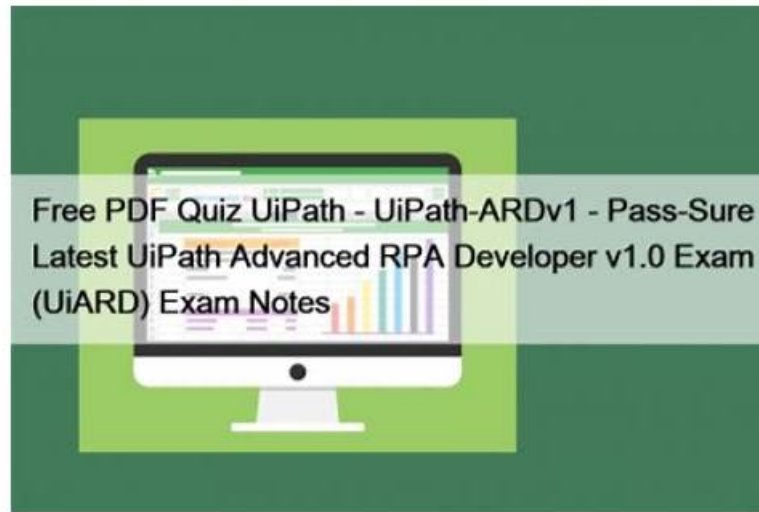 Free PDF Quiz UiPath - UiPath-ARDv1 - Pass-Sure
Latest UiPath Advanced RPA Developer v1.0 Exam
(UiARD) Exam Notes